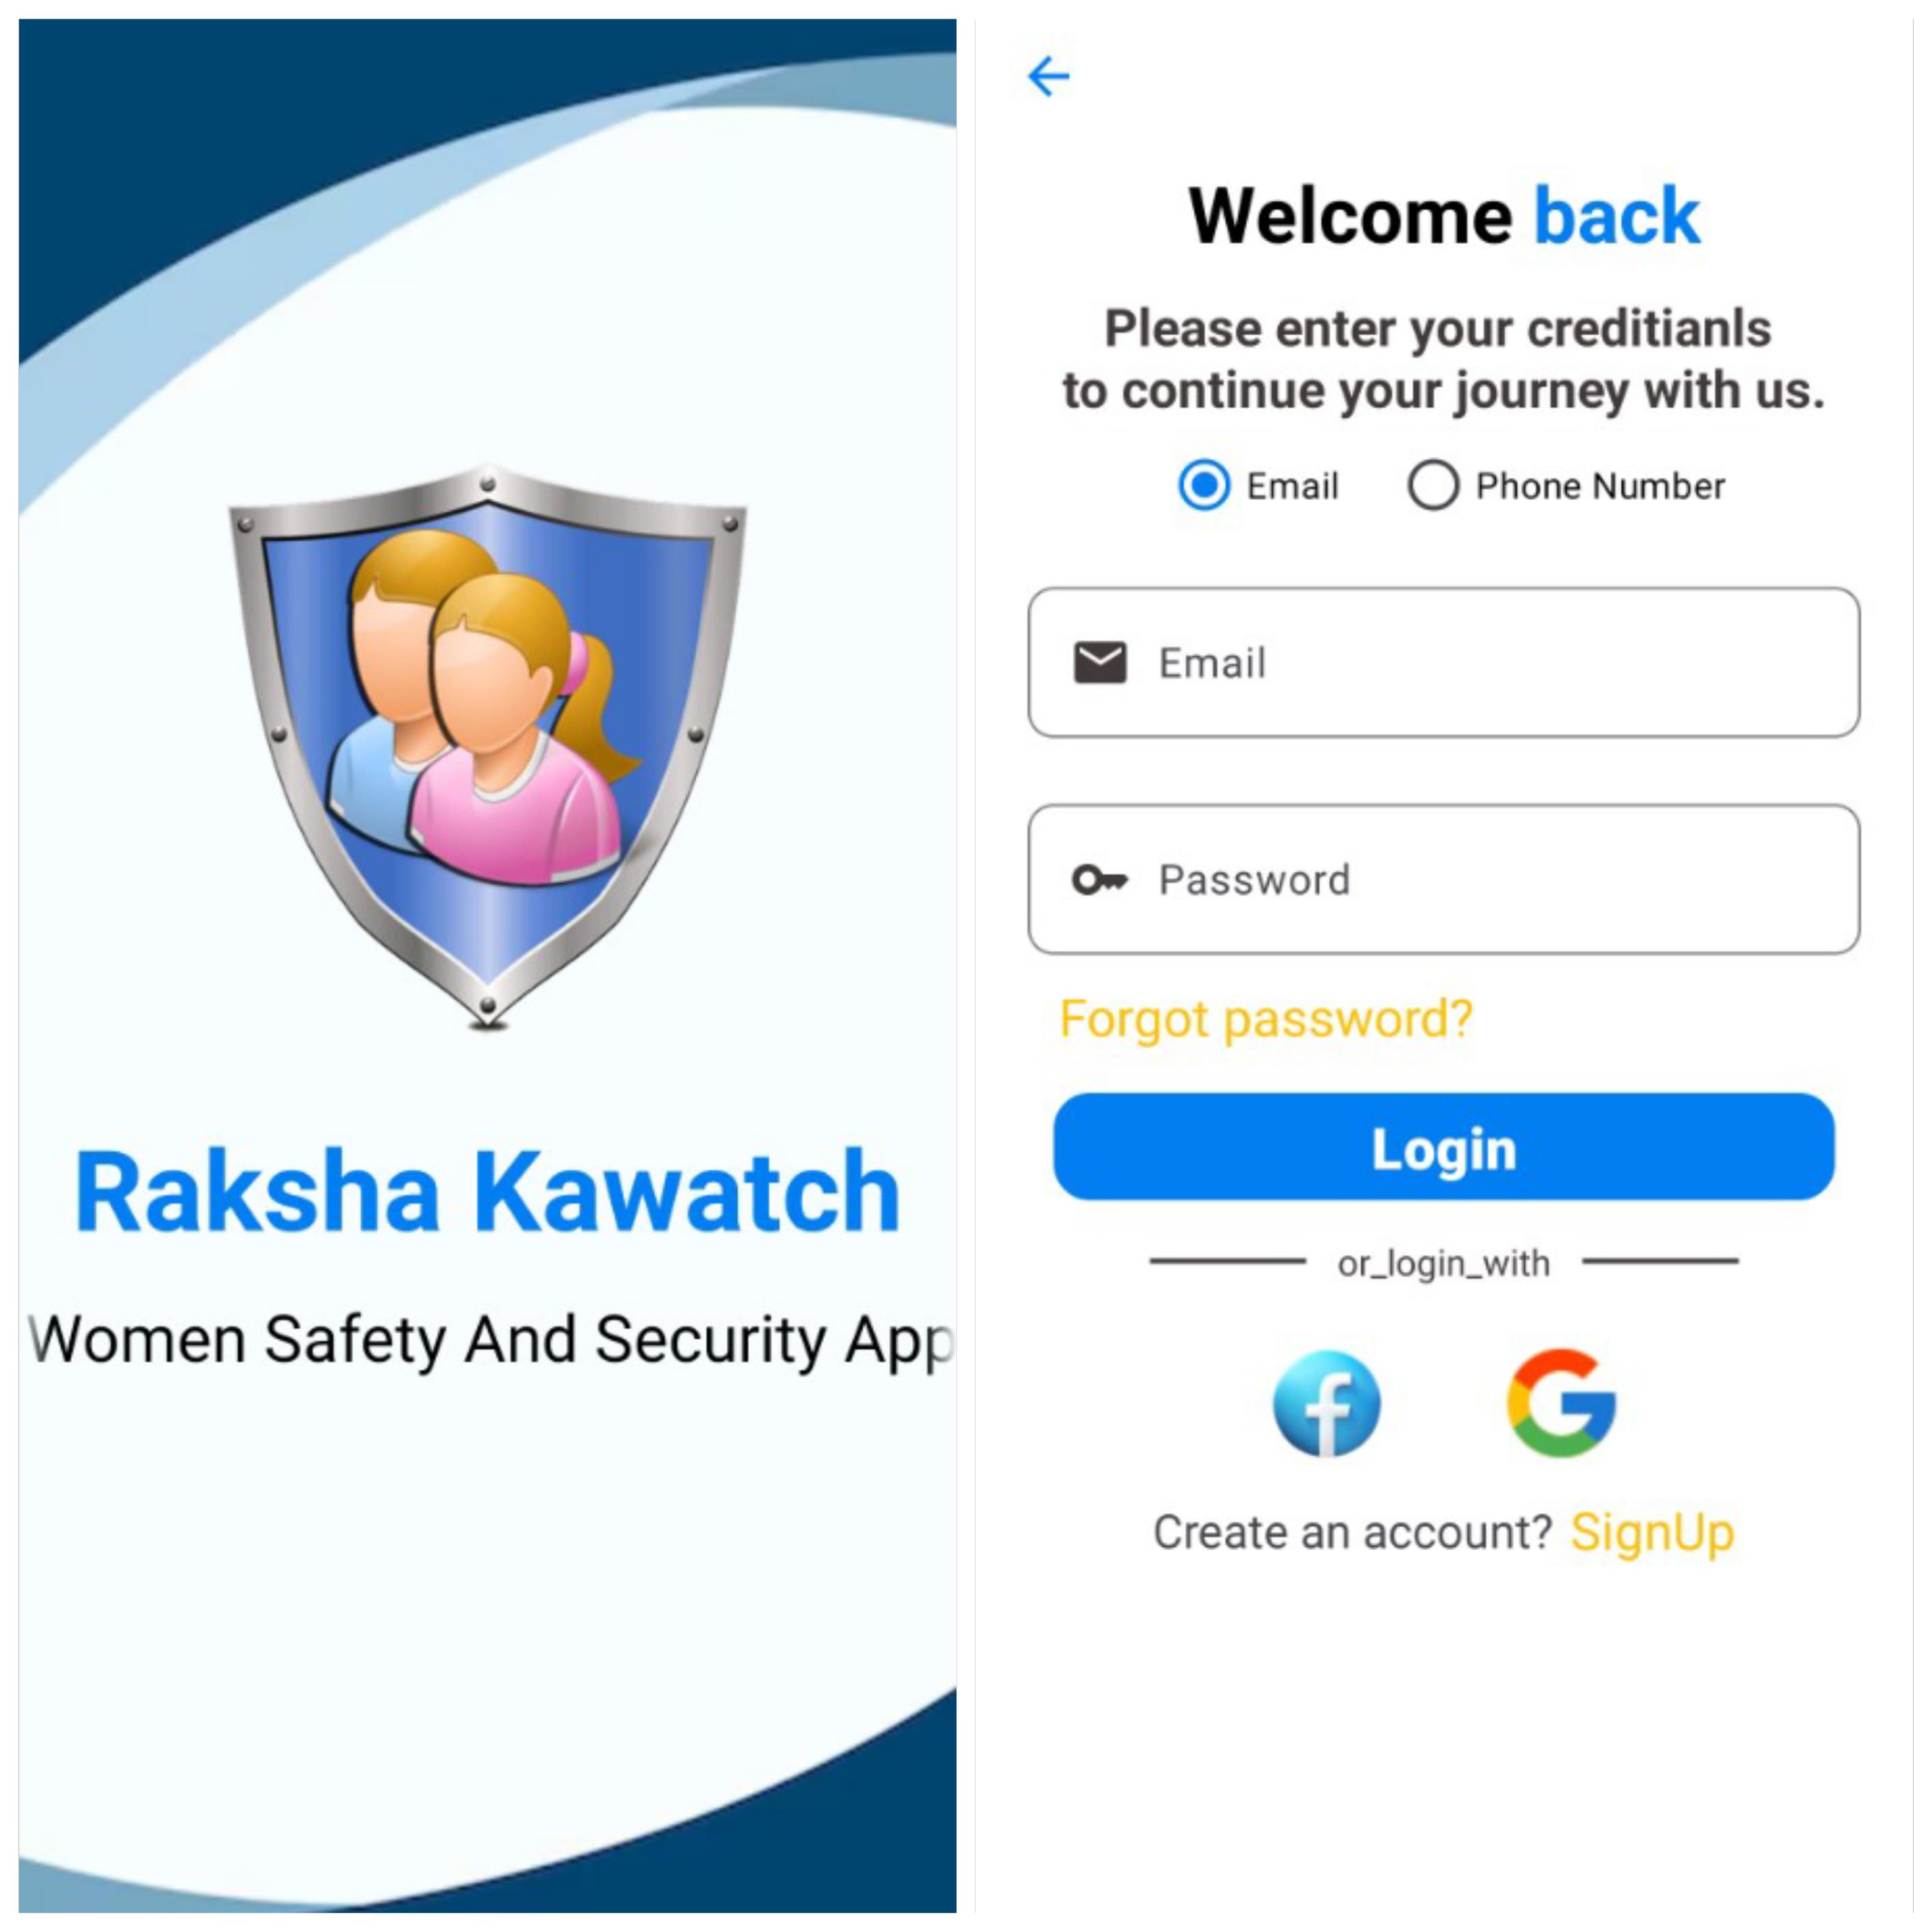 Raksha Kawatch
Women Safety And Security App
Welcome back
Please enter your creditianls
to continue your journey with us.
Email
Phone Number
Email
Password
Forgot password?
Login
or_login_with
Create an account? SignUp